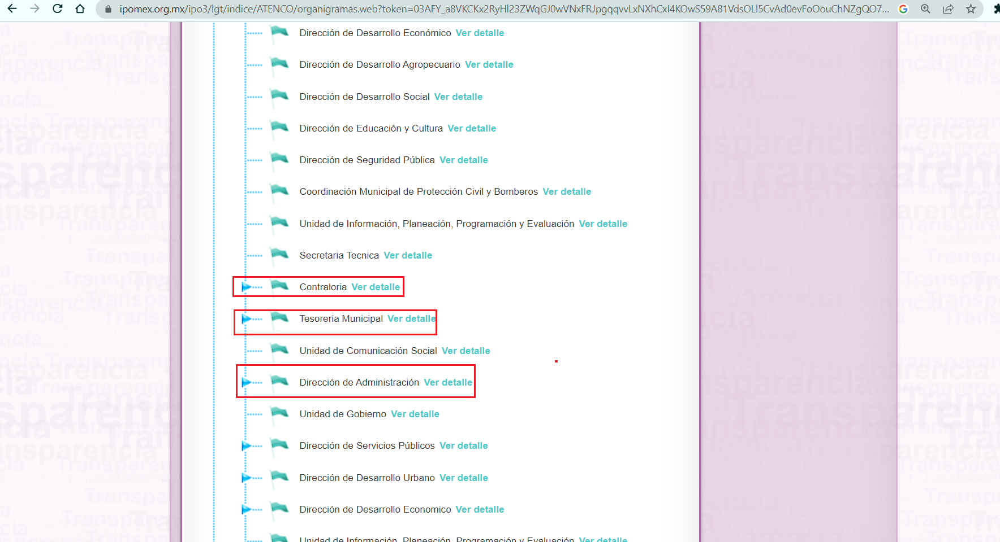 ipomex.org.mx/ipo3/lgt/indice/ATENCO/organigramas.web?token=03AFY_a8VKCKx2RyHl23ZWqGJ0wVNxFRJpgqqvvLxNXhCxI4KOwS59A81VdsOLl5CvAd0evFoOouChNZgQO7...
Dirección de Desarrollo Económico Ver detalle
Dirección de Desarrollo Agropecuario Ver detalle
Dirección de Desarrollo Social Ver detalle
Dirección de Educación y Cultura Ver detalle
Dirección de Seguridad Pública Ver detalle
Coordinación Municipal de Protección Civil y Bomberos Ver detalle
Unidad de Información, Planeación, Programación y Evaluación Ver detalle
Secretaria Tecnica Ver detalle
Contraloria Ver detalle
Tesoreria Municipal Ver detalle
Unidad de Comunicación Social Ver detalle
Dirección de Administración Ver detalle
Unidad de Gobierno Ver detalle
Dirección de Servicios Públicos Ver detalle
Dirección de Desarrollo Urbano Ver detalle
Dirección de Desarrollo Economico Ver detalle
Unidad de Información, Planeación, Programación y Evaluación Ver detalle